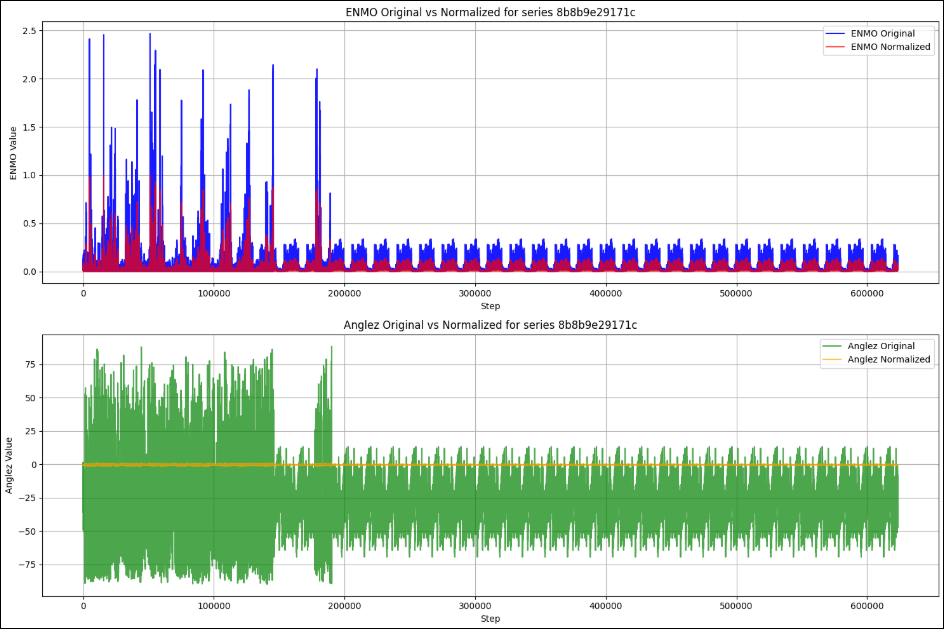 ENMO Original vs Normalized for series 8b8b9e29171c
ENMO Original
ENMO Normalized
2.5
2.0
1.5
1.0
0.5
0.0
ENMO Value
0 100000 200000 300000 400000 500000 600000
Step
Anglez Original vs Normalized for series 8b8b9e29171c
Anglez Original
Anglez Normalized
75
50
25
0
−25
−50
−75
Anglez Value
0 100000 200000 300000 400000 500000 600000
Step